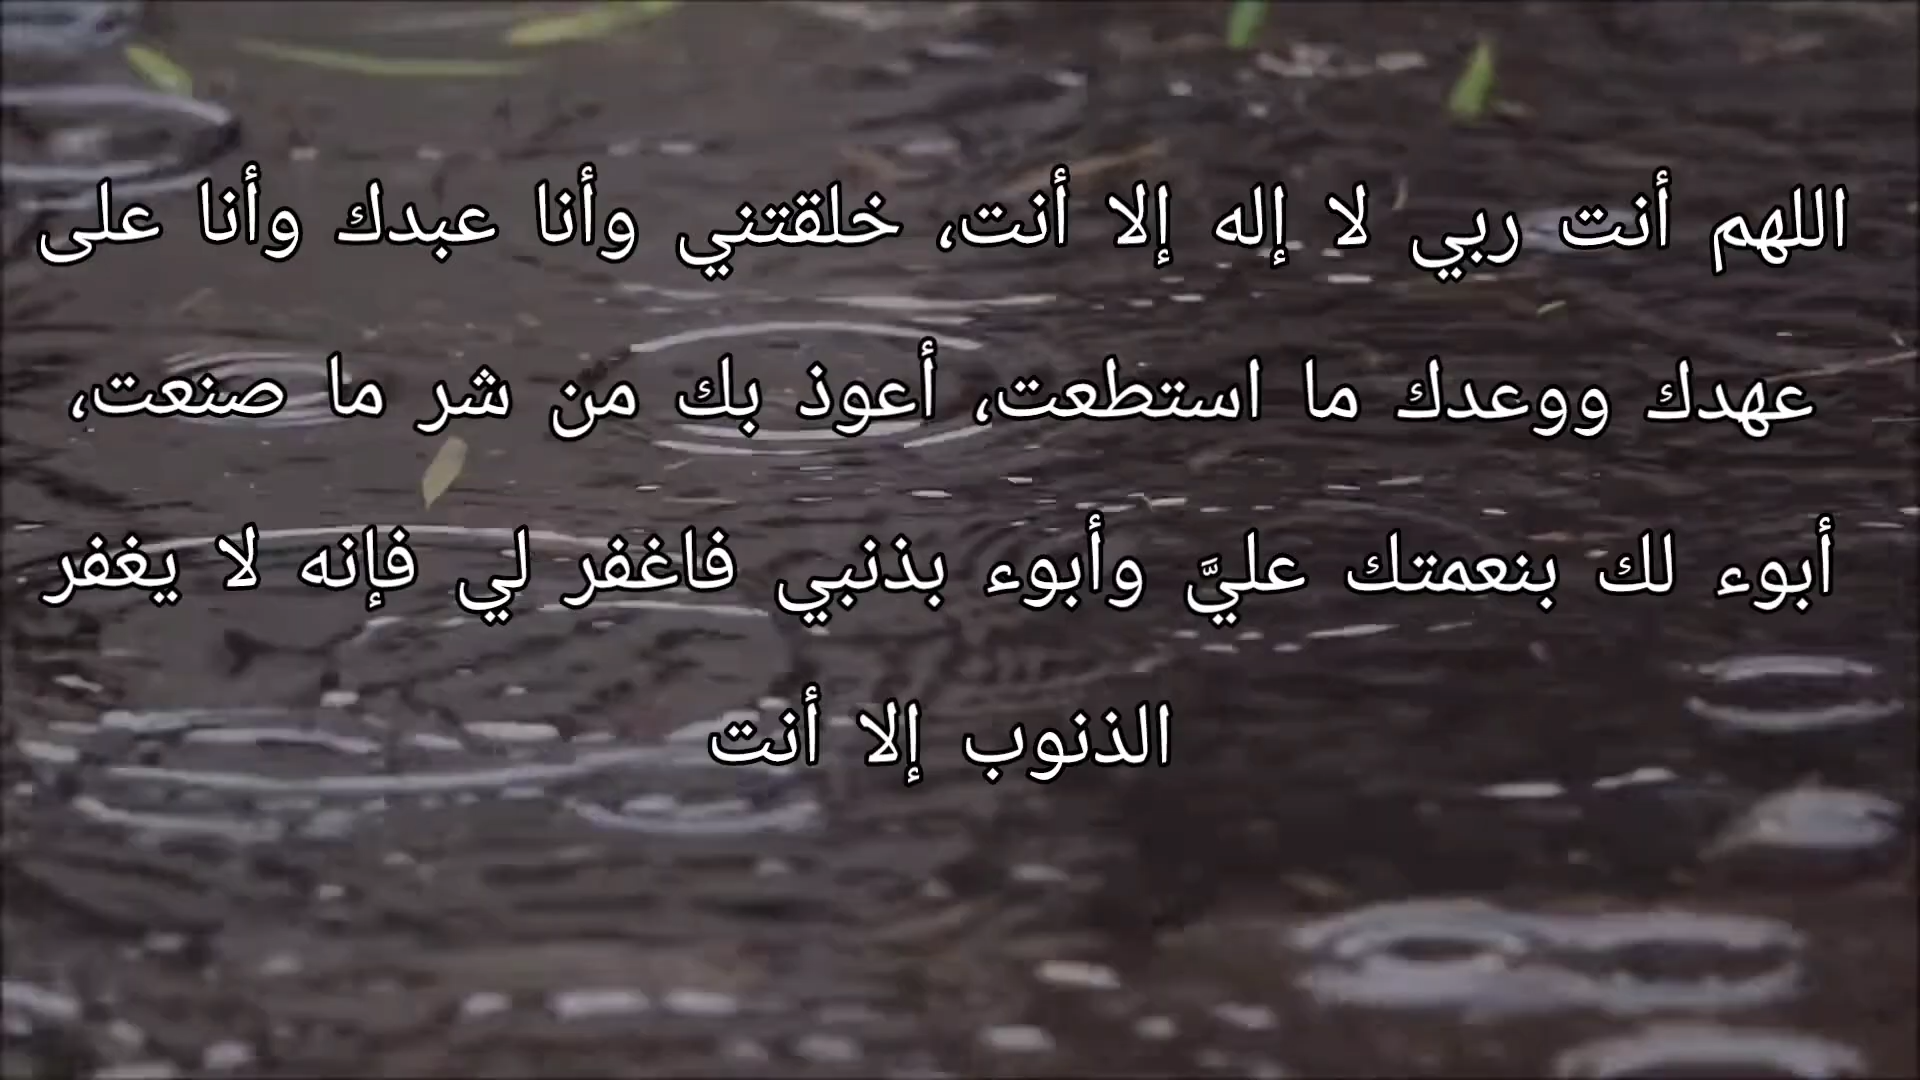 اللهم أنت ربي لا إله إلا أنت، خلقتني وأنا عبدك وأنا على
عهدك ووعدك ما استطعت، أعوذ بك من شر ما صنعت،
أبوء لك بنعمتك عليَّ وأبوء بذنبي فاغفر لي فإنه لا يغفر
الذنوب إلا أنت